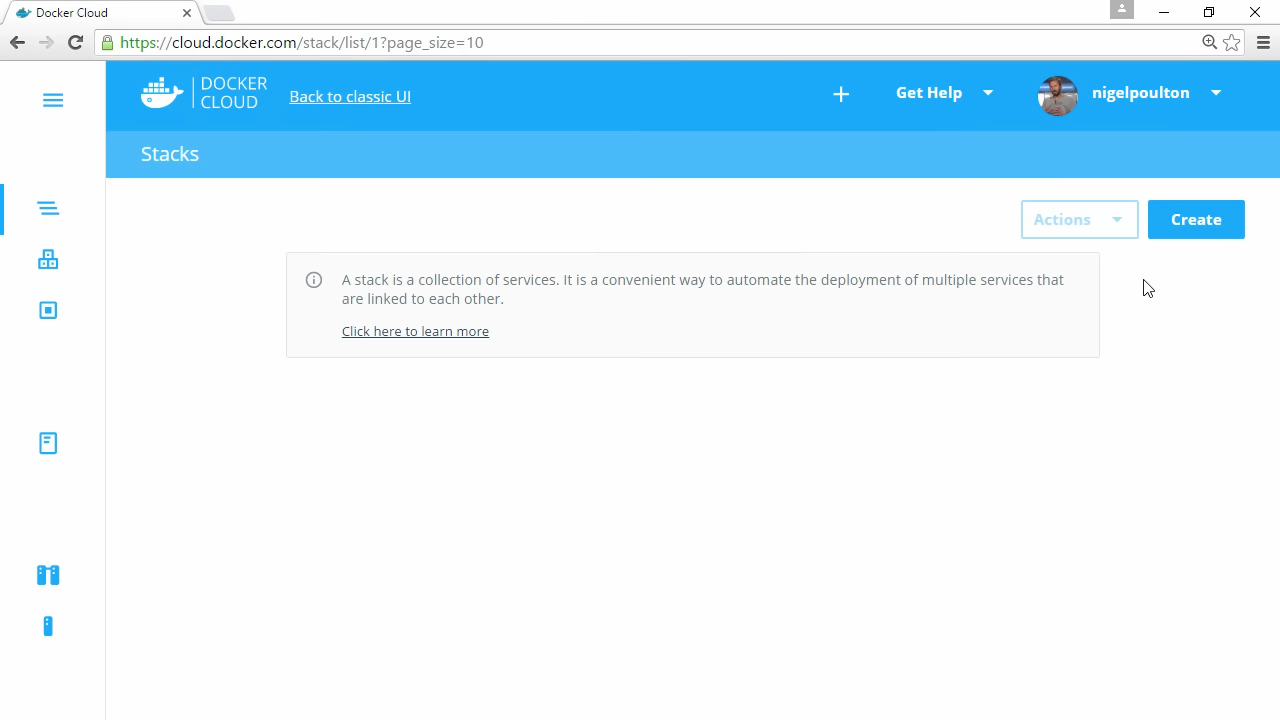 Docker Cloud
https://cloud.docker.com/stack/list/1?page_size=10
DOCKER
CLOUD
Back to classic UI
Get Help
nigelpoulton
Stacks
Actions
Create
A stack is a collection of services. It is a convenient way to automate the deployment of multiple services that
are linked to each other.
Click here to learn more